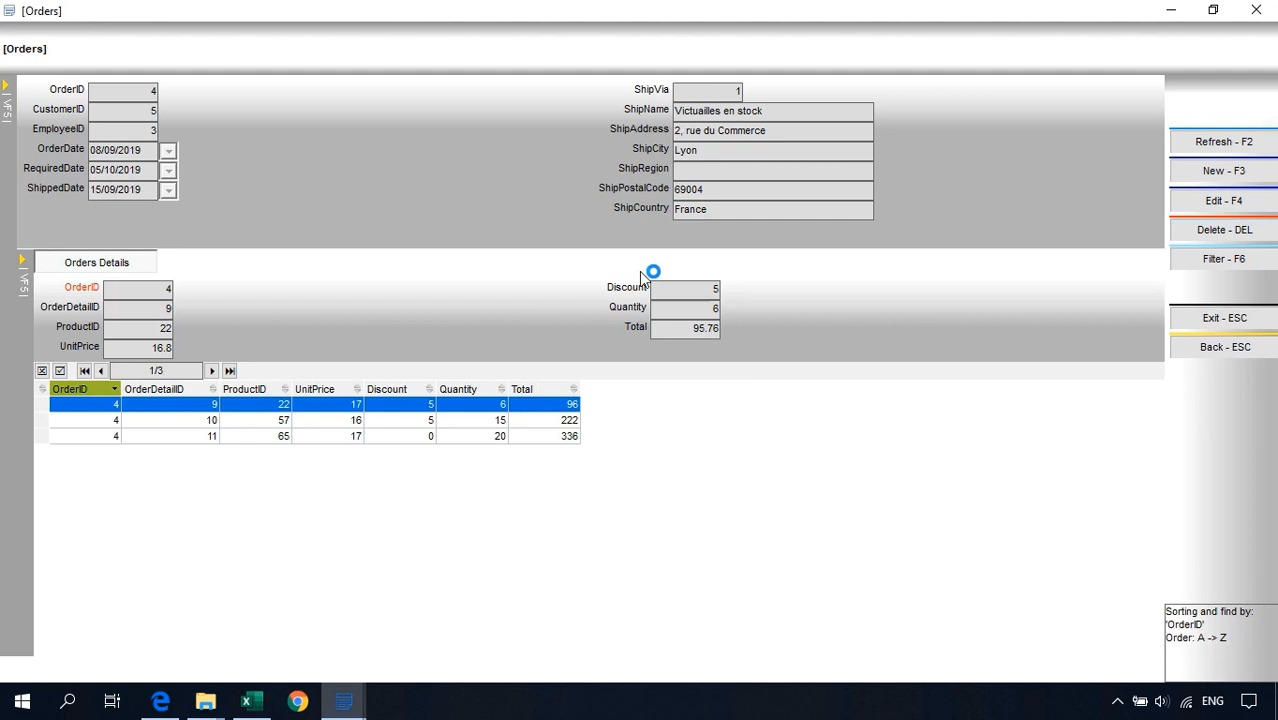 [Orders]
[Orders]
| VFS |
OrderID 4
CustomerID 5
EmployeeID 3
OrderDate 08/09/2019
RequiredDate 05/10/2019
ShippedDate 15/09/2019
ShipVia 1
ShipName Victuailles en stock
ShipAddress 2, rue du Commerce
ShipCity Lyon
ShipRegion
ShipPostalCode 69004
ShipCountry France
Refresh - F2
New - F3
Edit - F4
Delete - DEL
Filter - F6
Exit - ESC
Back - ESC
| VFS |
Orders Details
OrderID 4
OrderDetailID 9
ProductID 22
UnitPrice 16.8
Discount 5
Quantity 6
Total 95.76
1/3
OrderID OrderDetailID ProductID UnitPrice Discount Quantity Total
4 9 22 17 5 6 96
4 10 57 16 5 15 222
4 11 65 17 0 20 336
Sorting and find by:
'OrderID'
Order: A -> Z
ENG